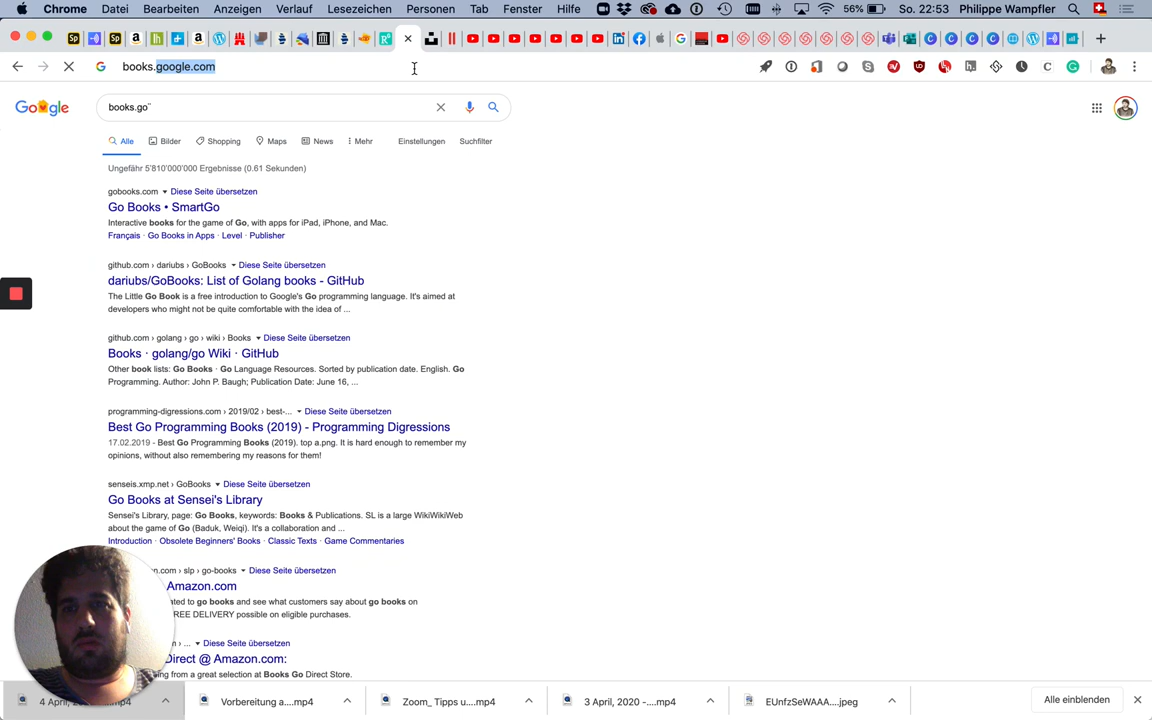 Chrome Datei Bearbeiten Anzeigen Verlauf Lesezeichen Personen Tab Fenster Hilfe 56% So. 22:53 Philippe Wampfler
books.google.com
Google
books.go¨
Alle Bilder Shopping Maps News Mehr Einstellungen Suchfilter
Ungefähr 5'810'000'000 Ergebnisse (0.61 Sekunden)
gobooks.com Diese Seite übersetzen
Go Books • SmartGo
Interactive books for the game of Go, with apps for iPad, iPhone, and Mac.
Français · Go Books in Apps · Level · Publisher
github.com › dariubs › GoBooks Diese Seite übersetzen
dariubs/GoBooks: List of Golang books - GitHub
The Little Go Book is a free introduction to Google's Go programming language. It's aimed at
developers who might not be quite comfortable with the idea of ...
github.com › golang › go › wiki › Books Diese Seite übersetzen
Books · golang/go Wiki · GitHub
Other book lists: Go Books · Go Language Resources. Sorted by publication date. English. Go
Programming. Author: John P. Baugh; Publication Date: June 16, ...
programming-digressions.com › 2019/02 › best-... Diese Seite übersetzen
Best Go Programming Books (2019) - Programming Digressions
17.02.2019 - Best Go Programming Books (2019). top a.png. It is hard enough to remember my
opinions, without also remembering my reasons for them!
senseis.xmp.net › GoBooks Diese Seite übersetzen
Go Books at Sensei's Library
Sensei's Library, page: Go Books, keywords: Books & Publications. SL is a large WikiWikiWeb
about the game of Go (Baduk, Weiqi). It's a collaboration and ...
Introduction · Obsolete Beginners' Books · Classic Texts · Game Commentaries
.com › slp › go-books Diese Seite übersetzen
Amazon.com
to go books and see what customers say about go books on
FREE DELIVERY possible on eligible purchases.
› ... Diese Seite übersetzen
Direct @ Amazon.com:
from a great selection at Books Go Direct Store.
4 April, ....mp4 Vorbereitung a....mp4 Zoom_ Tipps u....mp4 3 April, 2020 -....mp4 EUnfzSeWAAA....jpeg Alle einblenden